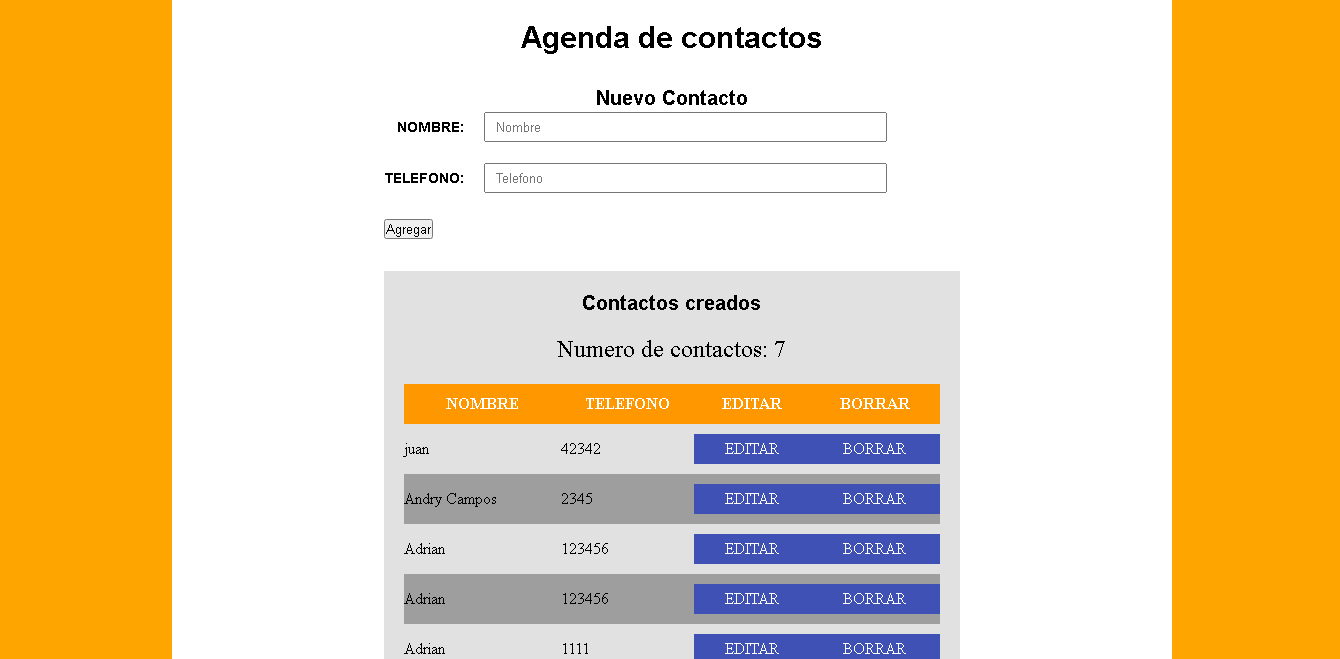 Agenda de contactos
Nuevo Contacto
NOMBRE: Nombre
TELEFONO: Telefono
Agregar
Contactos creados
Numero de contactos: 7
NOMBRE TELEFONO EDITAR BORRAR
juan 42342 EDITAR BORRAR
Andry Campos 2345 EDITAR BORRAR
Adrian 123456 EDITAR BORRAR
Adrian 123456 EDITAR BORRAR
Adrian 1111 EDITAR BORRAR